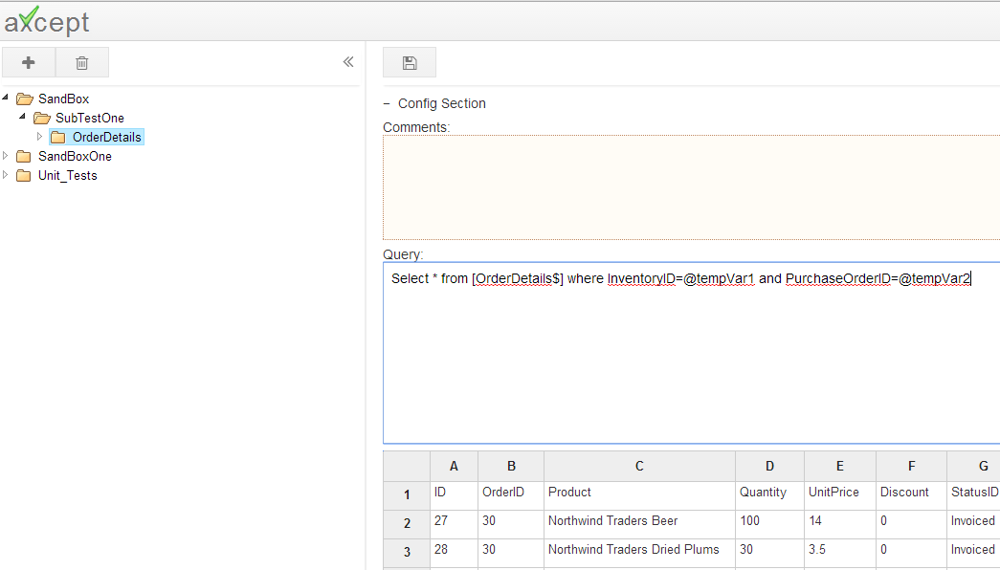 axcept
SandBox
SubTestOne
OrderDetails
SandBoxOne
Unit_Tests
− Config Section
Comments:
Query:
Select * from [OrderDetails$] where InventoryID=@tempVar1 and PurchaseOrderID=@tempVar2
A B C D E F G
1 ID OrderID Product Quantity UnitPrice Discount StatusID
2 27 30 Northwind Traders Beer 100 14 0 Invoiced
3 28 30 Northwind Traders Dried Plums 30 3.5 0 Invoiced